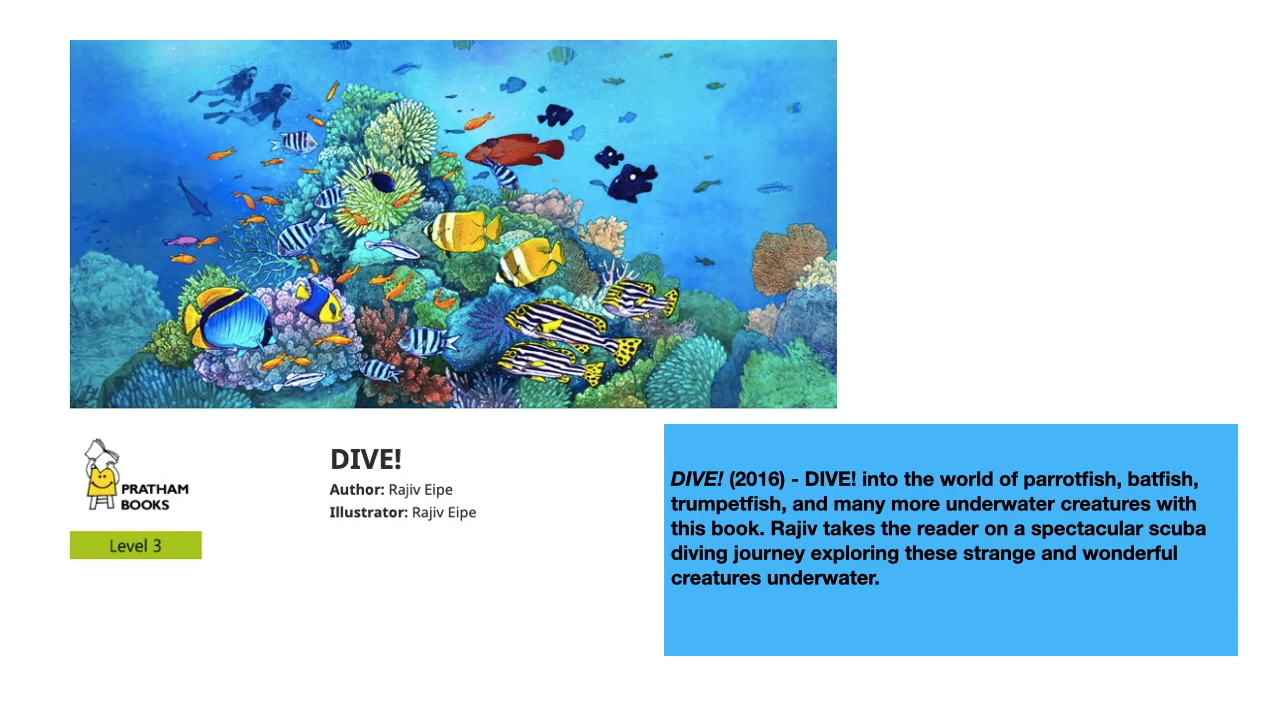 PRATHAM
BOOKS
Level 3
DIVE!
Author: Rajiv Eipe
Illustrator: Rajiv Eipe
DIVE! (2016) - DIVE! into the world of parrotfish, batfish,
trumpetfish, and many more underwater creatures with
this book. Rajiv takes the reader on a spectacular scuba
diving journey exploring these strange and wonderful
creatures underwater.